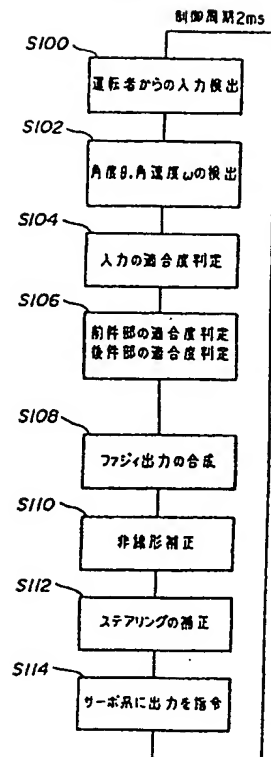 制御周期2ms
S100
運転者からの入力検出
S102
角度θ,角速度ωの検出
S104
入力の適合度判定
S106
前件部の適合度判定
後件部の適合度判定
S108
ファジィ出力の合成
S110
非線形補正
S112
ステアリングの補正
S114
サーボ系に出力を指令